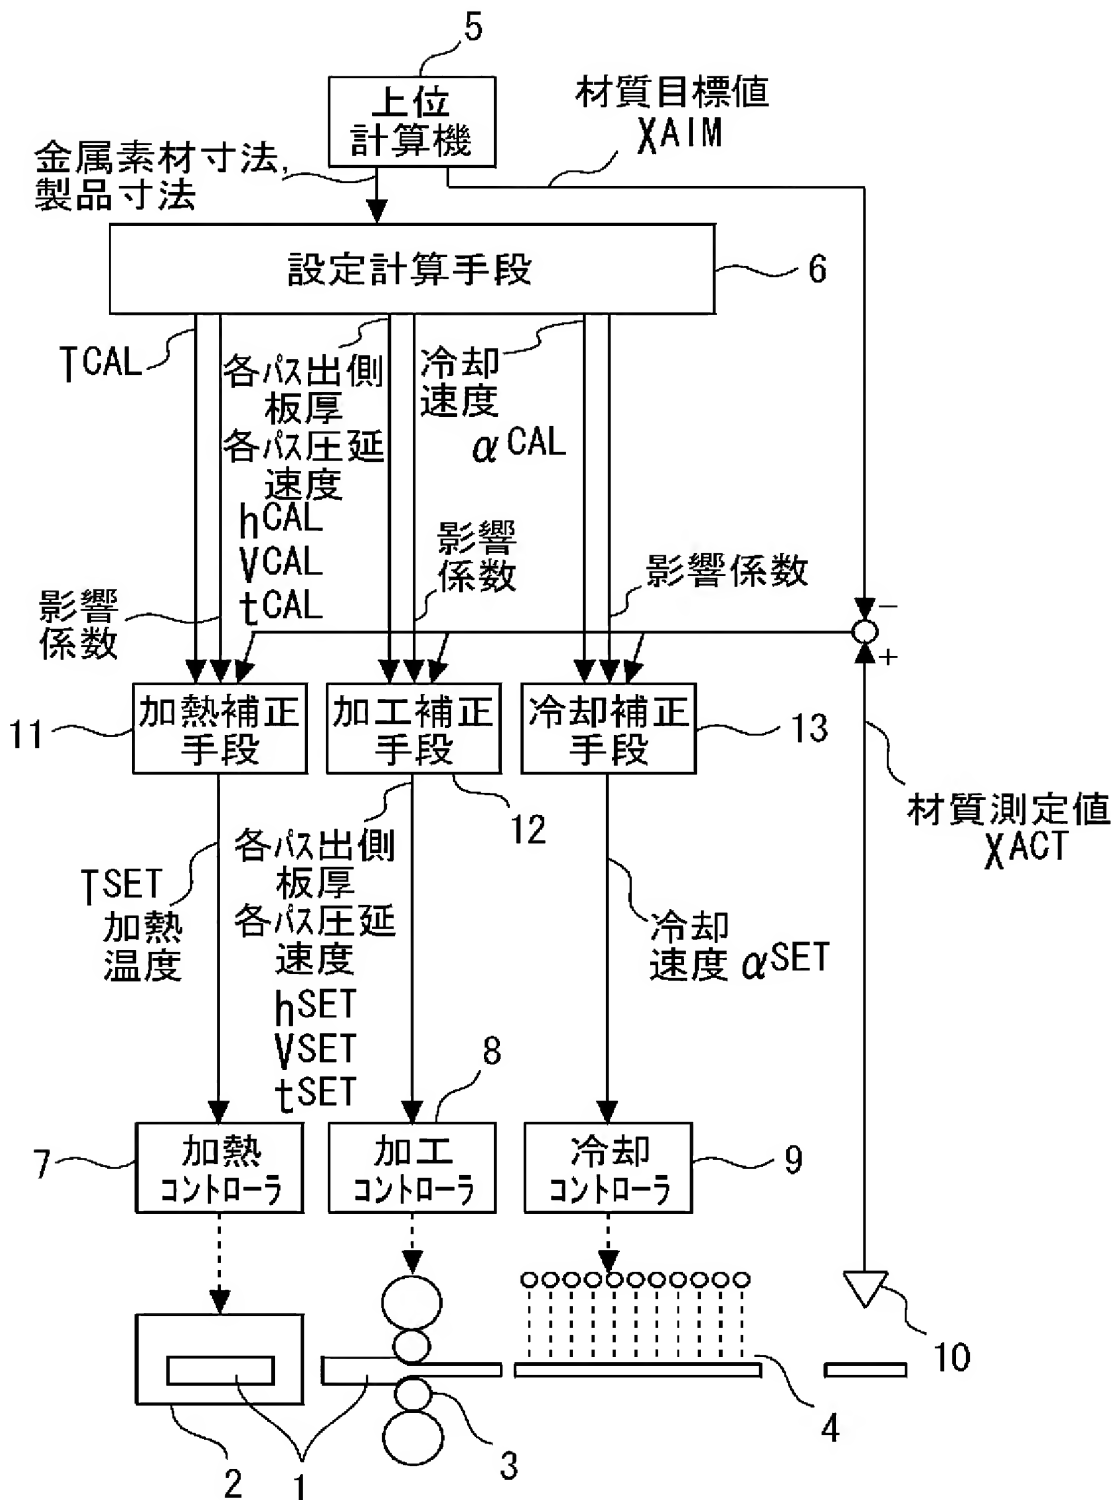 5
上位
計算機
材質目標値
XAIM
金属素材寸法,
製品寸法
設定計算手段
6
TCAL
各パス出側
板厚
各パス圧延
速度
hCAL
VCAL
tCAL
冷却
速度
αCAL
影響
係数
影響
係数
影響係数
−
+
11
加熱補正
手段
加工補正
手段
冷却補正
手段
13
12
材質測定値
XACT
TSET
加熱
温度
各パス出側
板厚
各パス圧延
速度
hSET
VSET
tSET
冷却
速度 αSET
7
加熱
コントローラ
8
加工
コントローラ
冷却
コントローラ
9
10
2
1
3
4